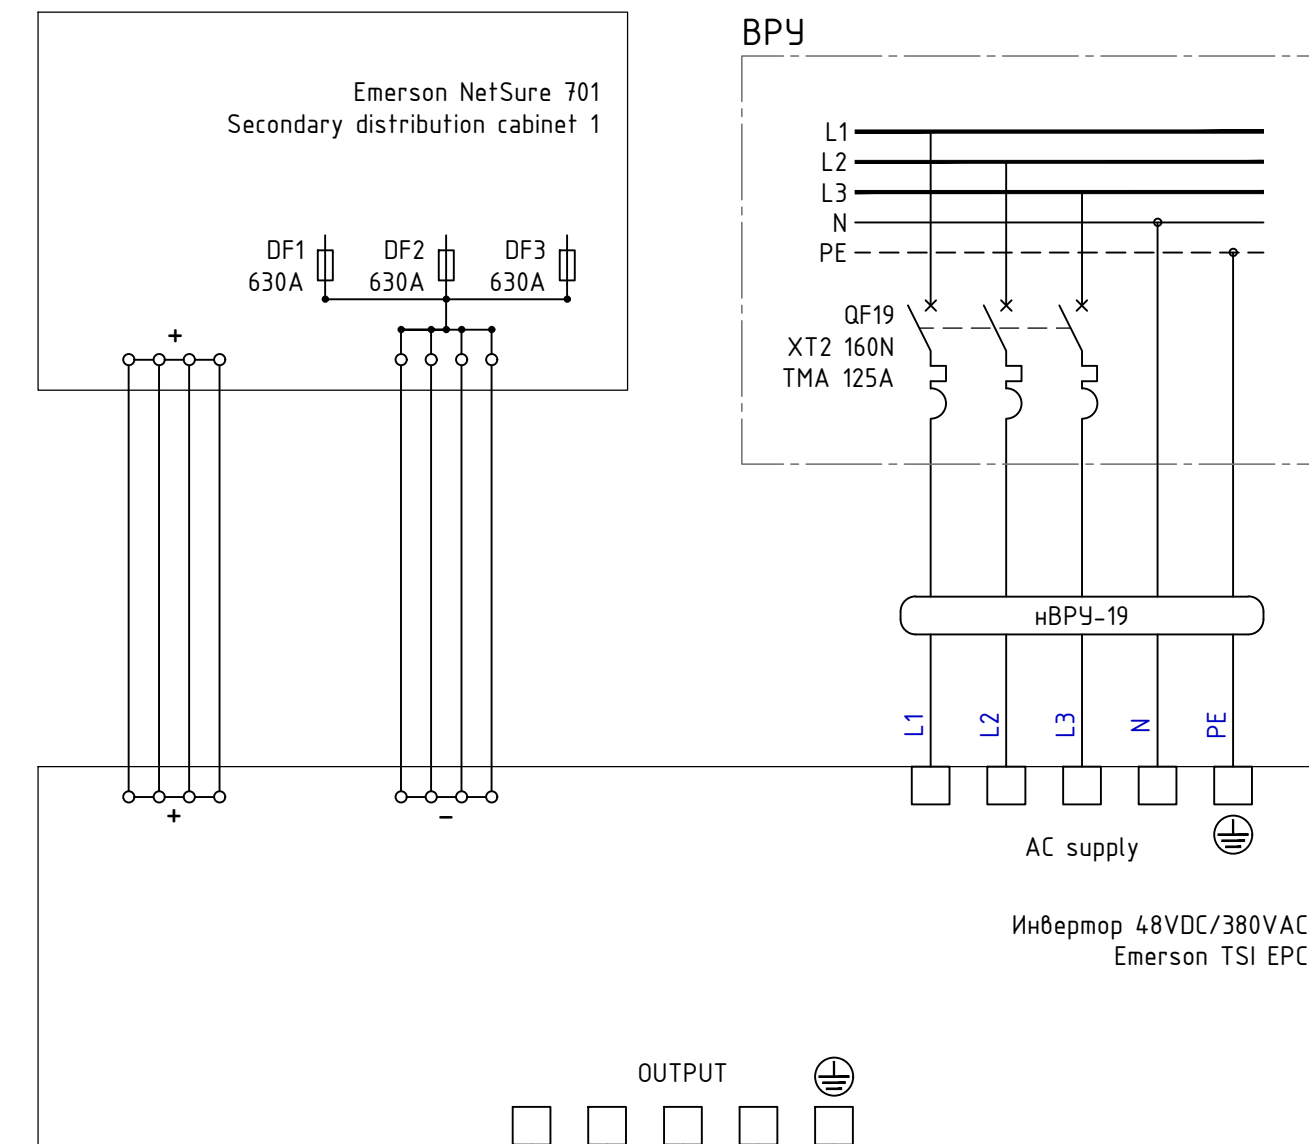 Emerson NetSure 701
Secondary distribution cabinet 1
DF1
630A
DF2
630A
DF3
630A
+
+
-
ВРУ
L1
L2
L3
N
PE
QF19
XT2 160N
TMA 125A
нВРУ-19
L1
L2
L3
N
PE
AC supply
Инвертор 48VDC/380VAC
Emerson TSI EPC
OUTPUT